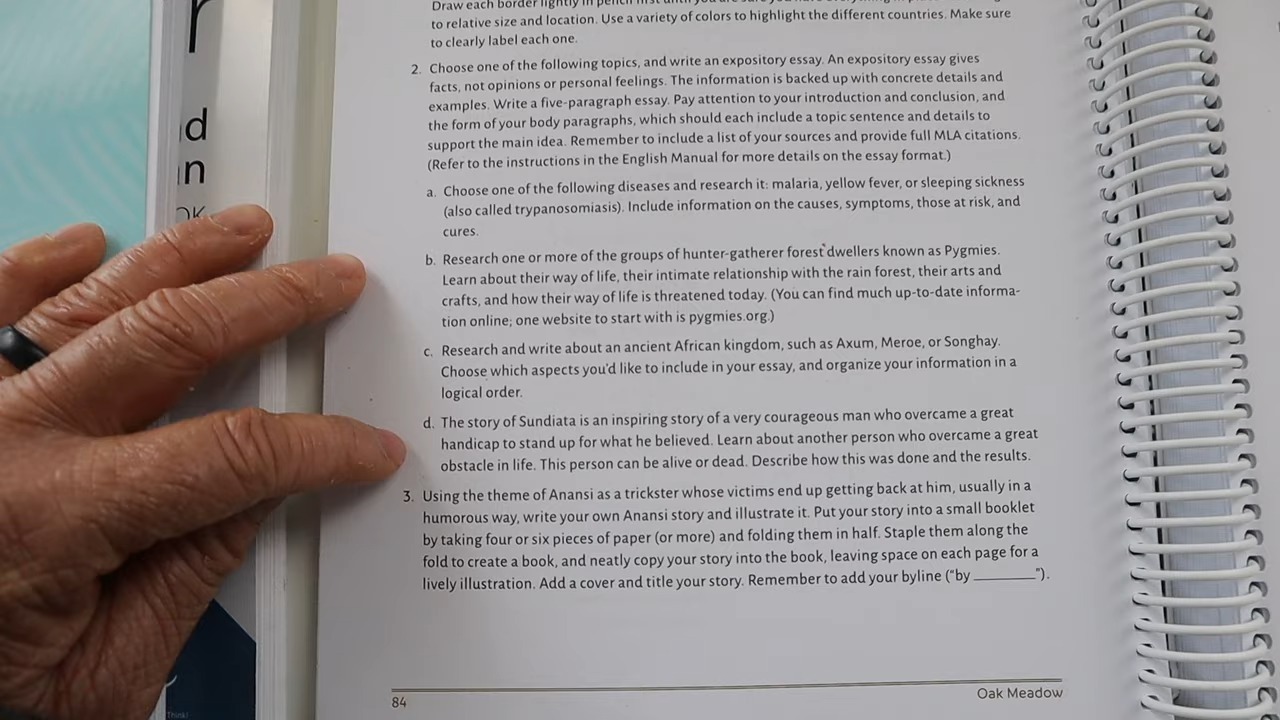 Draw each border lightly in pencil first until you are sure you have everything in
to relative size and location. Use a variety of colors to highlight the different countries. Make sure
to clearly label each one.
2. Choose one of the following topics, and write an expository essay. An expository essay gives
facts, not opinions or personal feelings. The information is backed up with concrete details and
examples. Write a five-paragraph essay. Pay attention to your introduction and conclusion, and
the form of your body paragraphs, which should each include a topic sentence and details to
support the main idea. Remember to include a list of your sources and provide full MLA citations.
(Refer to the instructions in the English Manual for more details on the essay format.)
a. Choose one of the following diseases and research it: malaria, yellow fever, or sleeping sickness
(also called trypanosomiasis). Include information on the causes, symptoms, those at risk, and
cures.
b. Research one or more of the groups of hunter-gatherer forest dwellers known as Pygmies.
Learn about their way of life, their intimate relationship with the rain forest, their arts and
crafts, and how their way of life is threatened today. (You can find much up-to-date informa-
tion online; one website to start with is pygmies.org.)
c. Research and write about an ancient African kingdom, such as Axum, Meroe, or Songhay.
Choose which aspects you'd like to include in your essay, and organize your information in a
logical order.
d. The story of Sundiata is an inspiring story of a very courageous man who overcame a great
handicap to stand up for what he believed. Learn about another person who overcame a great
obstacle in life. This person can be alive or dead. Describe how this was done and the results.
3. Using the theme of Anansi as a trickster whose victims end up getting back at him, usually in a
humorous way, write your own Anansi story and illustrate it. Put your story into a small booklet
by taking four or six pieces of paper (or more) and folding them in half. Staple them along the
fold to create a book, and neatly copy your story into the book, leaving space on each page for a
lively illustration. Add a cover and title your story. Remember to add your byline ("by ________").
84
Oak Meadow